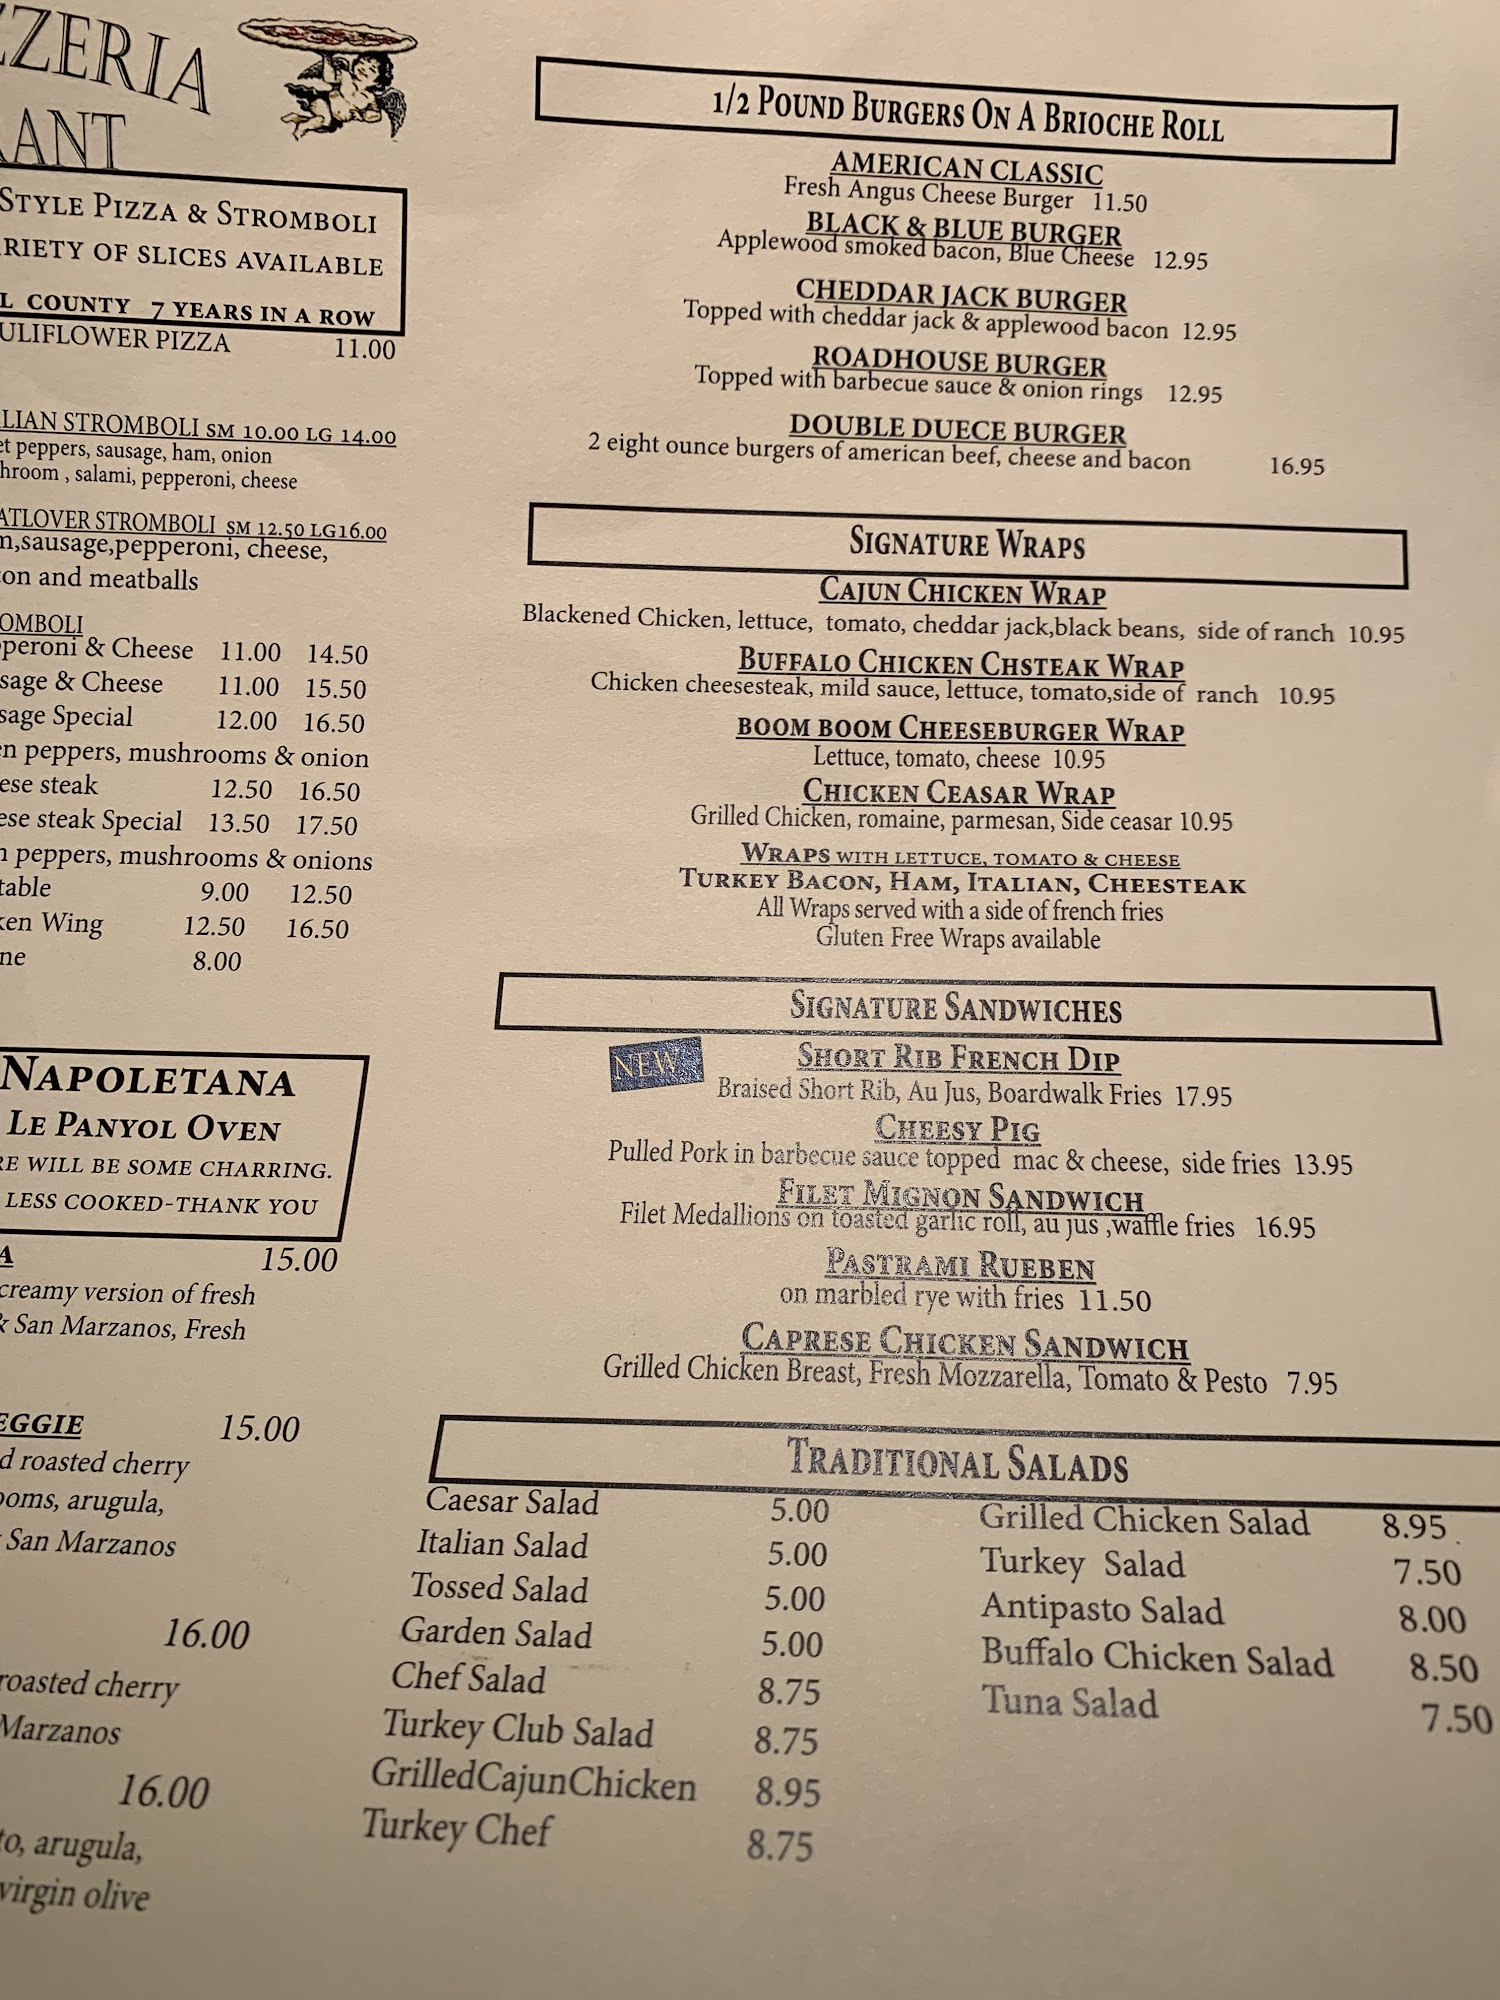 ZZERIA
RANT
STYLE PIZZA & STROMBOLI
RIETY OF SLICES AVAILABLE
L COUNTY 7 YEARS IN A ROW
ULIFLOWER PIZZA 11.00
LIAN STROMBOLI SM 10.00 LG 14.00
et peppers, sausage, ham, onion
hroom , salami, pepperoni, cheese
ATLOVER STROMBOLI SM 12.50 LG16.00
m,sausage,pepperoni, cheese,
on and meatballs
OMBOLI
pperoni & Cheese 11.00 14.50
sage & Cheese 11.00 15.50
sage Special 12.00 16.50
en peppers, mushrooms & onion
ese steak 12.50 16.50
ese steak Special 13.50 17.50
n peppers, mushrooms & onions
table 9.00 12.50
ken Wing 12.50 16.50
ne 8.00
NAPOLETANA
LE PANYOL OVEN
RE WILL BE SOME CHARRING.
LESS COOKED-THANK YOU
A 15.00
creamy version of fresh
& San Marzanos, Fresh
EGGIE 15.00
d roasted cherry
ooms, arugula,
San Marzanos
16.00
roasted cherry
Marzanos
16.00
to, arugula,
virgin olive
1/2 POUND BURGERS ON A BRIOCHE ROLL
AMERICAN CLASSIC
Fresh Angus Cheese Burger 11.50
BLACK & BLUE BURGER
Applewood smoked bacon, Blue Cheese 12.95
CHEDDAR JACK BURGER
Topped with cheddar jack & applewood bacon 12.95
ROADHOUSE BURGER
Topped with barbecue sauce & onion rings 12.95
DOUBLE DUECE BURGER
2 eight ounce burgers of american beef, cheese and bacon 16.95
SIGNATURE WRAPS
CAJUN CHICKEN WRAP
Blackened Chicken, lettuce, tomato, cheddar jack,black beans, side of ranch 10.95
BUFFALO CHICKEN CHSTEAK WRAP
Chicken cheesesteak, mild sauce, lettuce, tomato,side of ranch 10.95
BOOM BOOM CHEESEBURGER WRAP
Lettuce, tomato, cheese 10.95
CHICKEN CEASAR WRAP
Grilled Chicken, romaine, parmesan, Side ceasar 10.95
WRAPS WITH LETTUCE, TOMATO & CHEESE
TURKEY BACON, HAM, ITALIAN, CHEESTEAK
All Wraps served with a side of french fries
Gluten Free Wraps available
SIGNATURE SANDWICHES
NEW
SHORT RIB FRENCH DIP
Braised Short Rib, Au Jus, Boardwalk Fries 17.95
CHEESY PIG
Pulled Pork in barbecue sauce topped mac & cheese, side fries 13.95
FILET MIGNON SANDWICH
Filet Medallions on toasted garlic roll, au jus ,waffle fries 16.95
PASTRAMI RUEBEN
on marbled rye with fries 11.50
CAPRESE CHICKEN SANDWICH
Grilled Chicken Breast, Fresh Mozzarella, Tomato & Pesto 7.95
TRADITIONAL SALADS
Caesar Salad 5.00
Italian Salad 5.00
Tossed Salad 5.00
Garden Salad 5.00
Chef Salad 8.75
Turkey Club Salad 8.75
GrilledCajunChicken 8.95
Turkey Chef 8.75
Grilled Chicken Salad 8.95
Turkey Salad 7.50
Antipasto Salad 8.00
Buffalo Chicken Salad 8.50
Tuna Salad 7.50